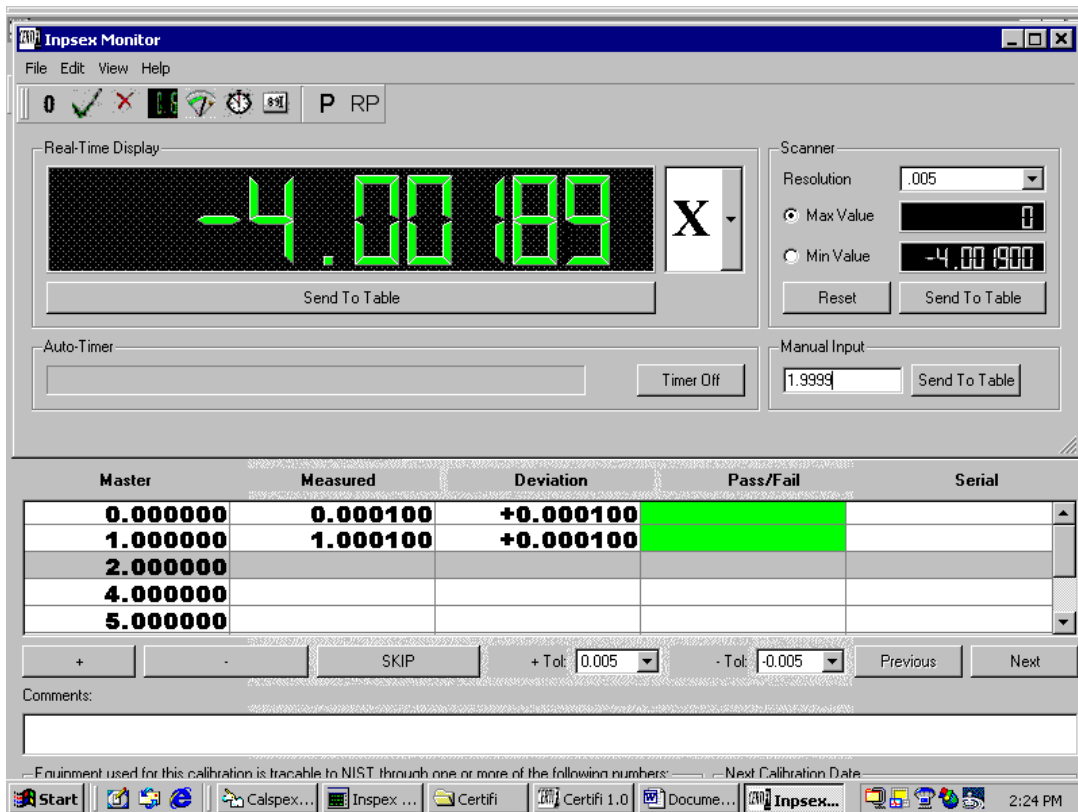 Inpsex Monitor
File Edit View Help
0 P RP
Real-Time Display
-4.00189
X
Send To Table
Scanner
Resolution .005
Max Value 0
Min Value -4.001900
Reset Send To Table
Auto-Timer
Timer Off
Manual Input
1.9999 Send To Table
Master Measured Deviation Pass/Fail Serial
0.000000 0.000100 +0.000100
1.000000 1.000100 +0.000100
2.000000
4.000000
5.000000
+ - SKIP + Tol: 0.005 - Tol: -0.005 Previous Next
Comments:
Equipment used for this calibration is tracable to NIST through one or more of the following numbers: Next Calibration Date
Start Calspex... Inspex ... Certifi Certifi 1.0 Docume... Inpsex... 2:24 PM